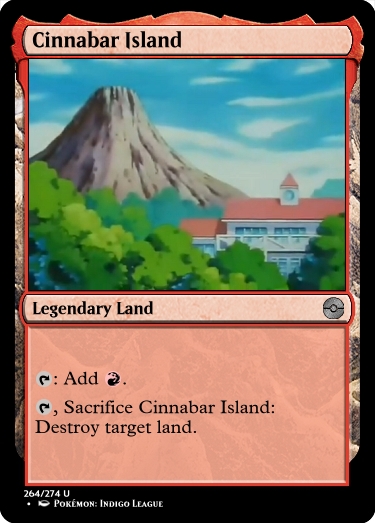 Cinnabar Island
Legendary Land
: Add .
, Sacrifice Cinnabar Island:
Destroy target land.
264/274 U
• Pokémon: Indigo League